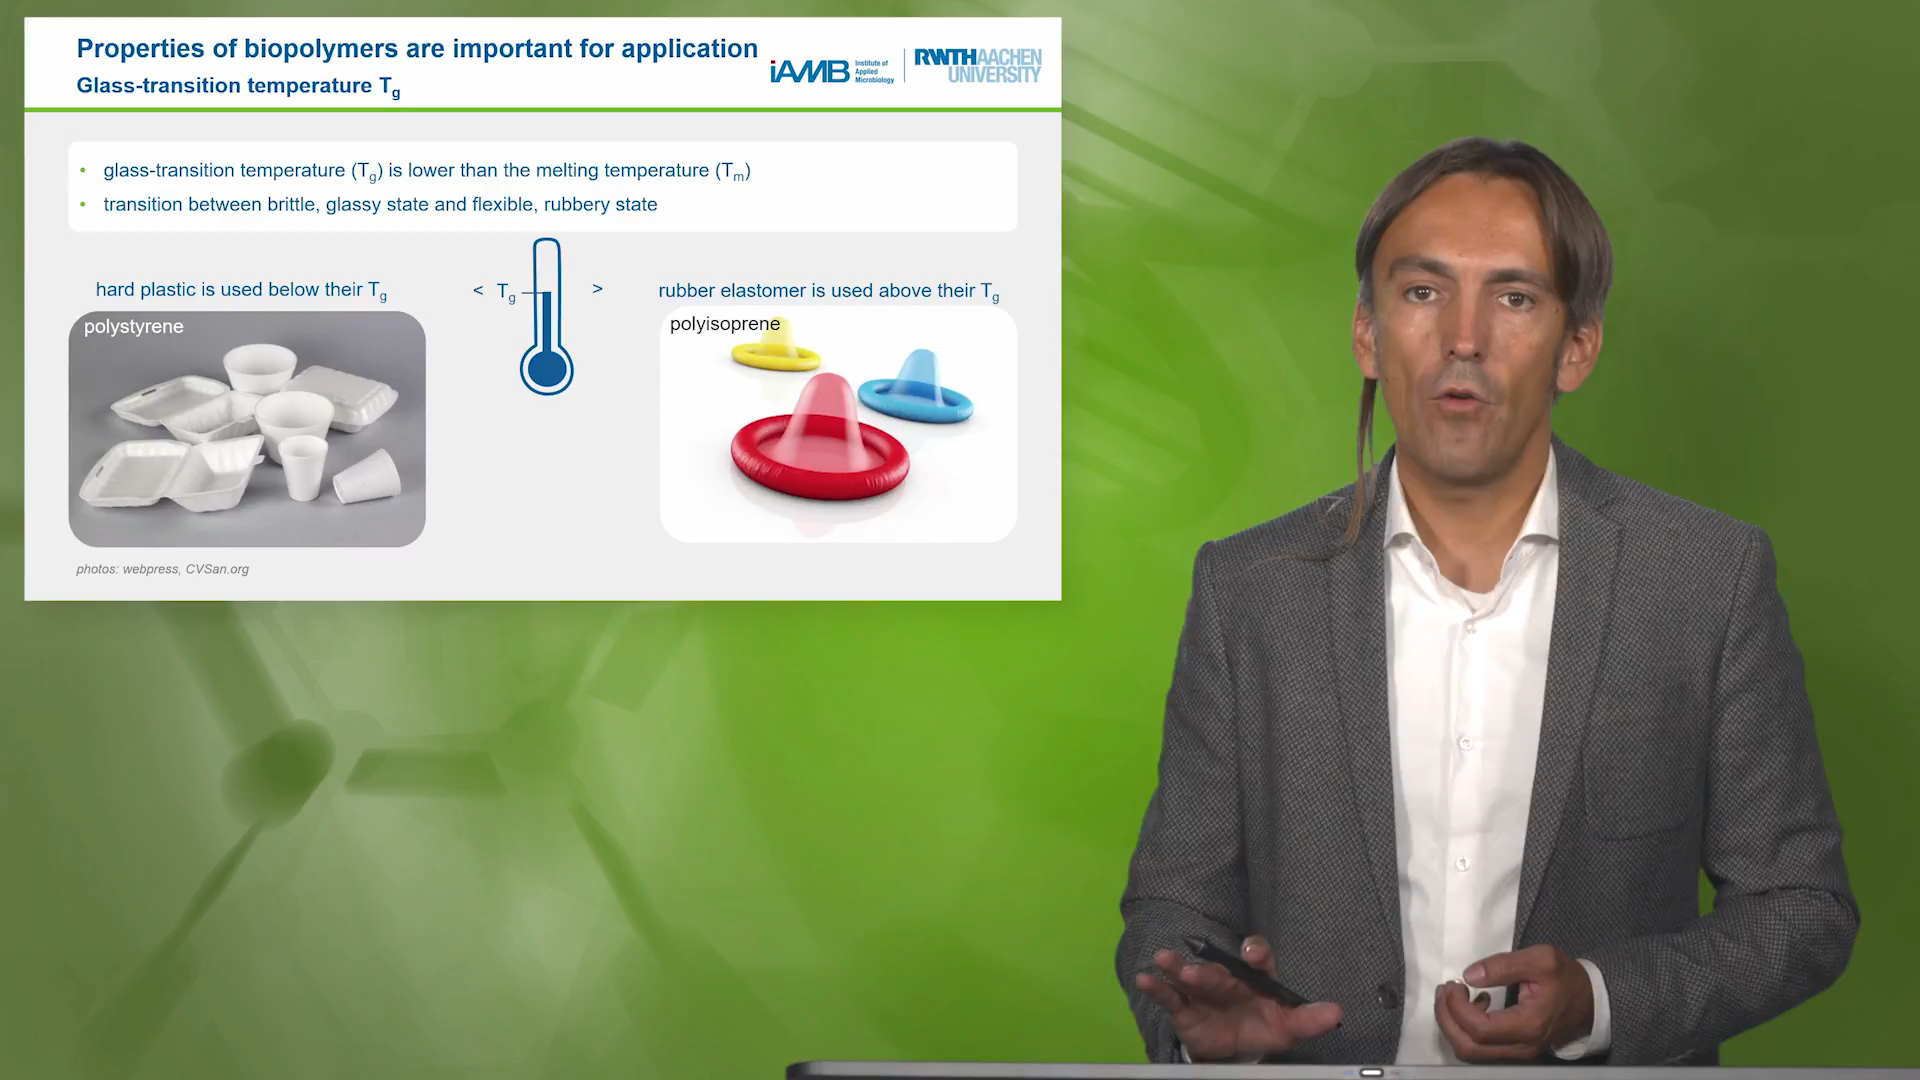 Properties of biopolymers are important for application
Glass-transition temperature Tg
iAMB Institute of Applied Microbiology
RWTH AACHEN UNIVERSITY
• glass-transition temperature (Tg) is lower than the melting temperature (Tm)
• transition between brittle, glassy state and flexible, rubbery state
hard plastic is used below their Tg
< Tg >
rubber elastomer is used above their Tg
polystyrene
polyisoprene
photos: webpress, CVSan.org